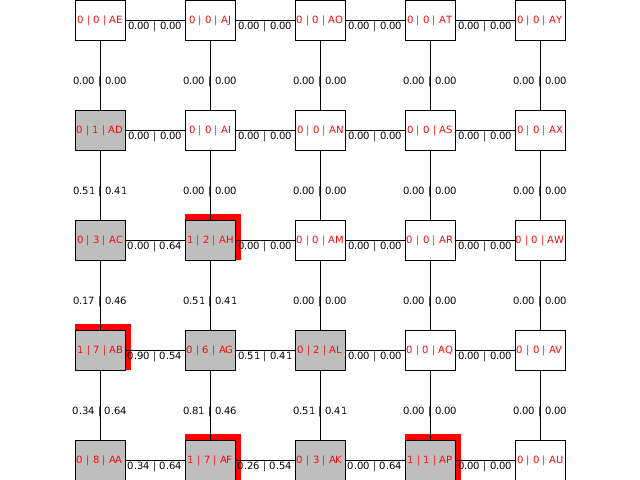 0 | 0 | AE 0.00 | 0.00 0 | 0 | AJ 0.00 | 0.00 0 | 0 | AO 0.00 | 0.00 0 | 0 | AT 0.00 | 0.00 0 | 0 | AY
0.00 | 0.00 0.00 | 0.00 0.00 | 0.00 0.00 | 0.00 0.00 | 0.00
0 | 1 | AD 0.00 | 0.00 0 | 0 | AI 0.00 | 0.00 0 | 0 | AN 0.00 | 0.00 0 | 0 | AS 0.00 | 0.00 0 | 0 | AX
0.51 | 0.41 0.00 | 0.00 0.00 | 0.00 0.00 | 0.00 0.00 | 0.00
0 | 3 | AC 0.00 | 0.64 1 | 2 | AH 0.00 | 0.00 0 | 0 | AM 0.00 | 0.00 0 | 0 | AR 0.00 | 0.00 0 | 0 | AW
0.17 | 0.46 0.51 | 0.41 0.00 | 0.00 0.00 | 0.00 0.00 | 0.00
1 | 7 | AB 0.90 | 0.54 0 | 6 | AG 0.51 | 0.41 0 | 2 | AL 0.00 | 0.00 0 | 0 | AQ 0.00 | 0.00 0 | 0 | AV
0.34 | 0.64 0.81 | 0.46 0.51 | 0.41 0.00 | 0.00 0.00 | 0.00
0 | 8 | AA 0.34 | 0.64 1 | 7 | AF 0.26 | 0.54 0 | 3 | AK 0.00 | 0.64 1 | 1 | AP 0.00 | 0.00 0 | 0 | AU